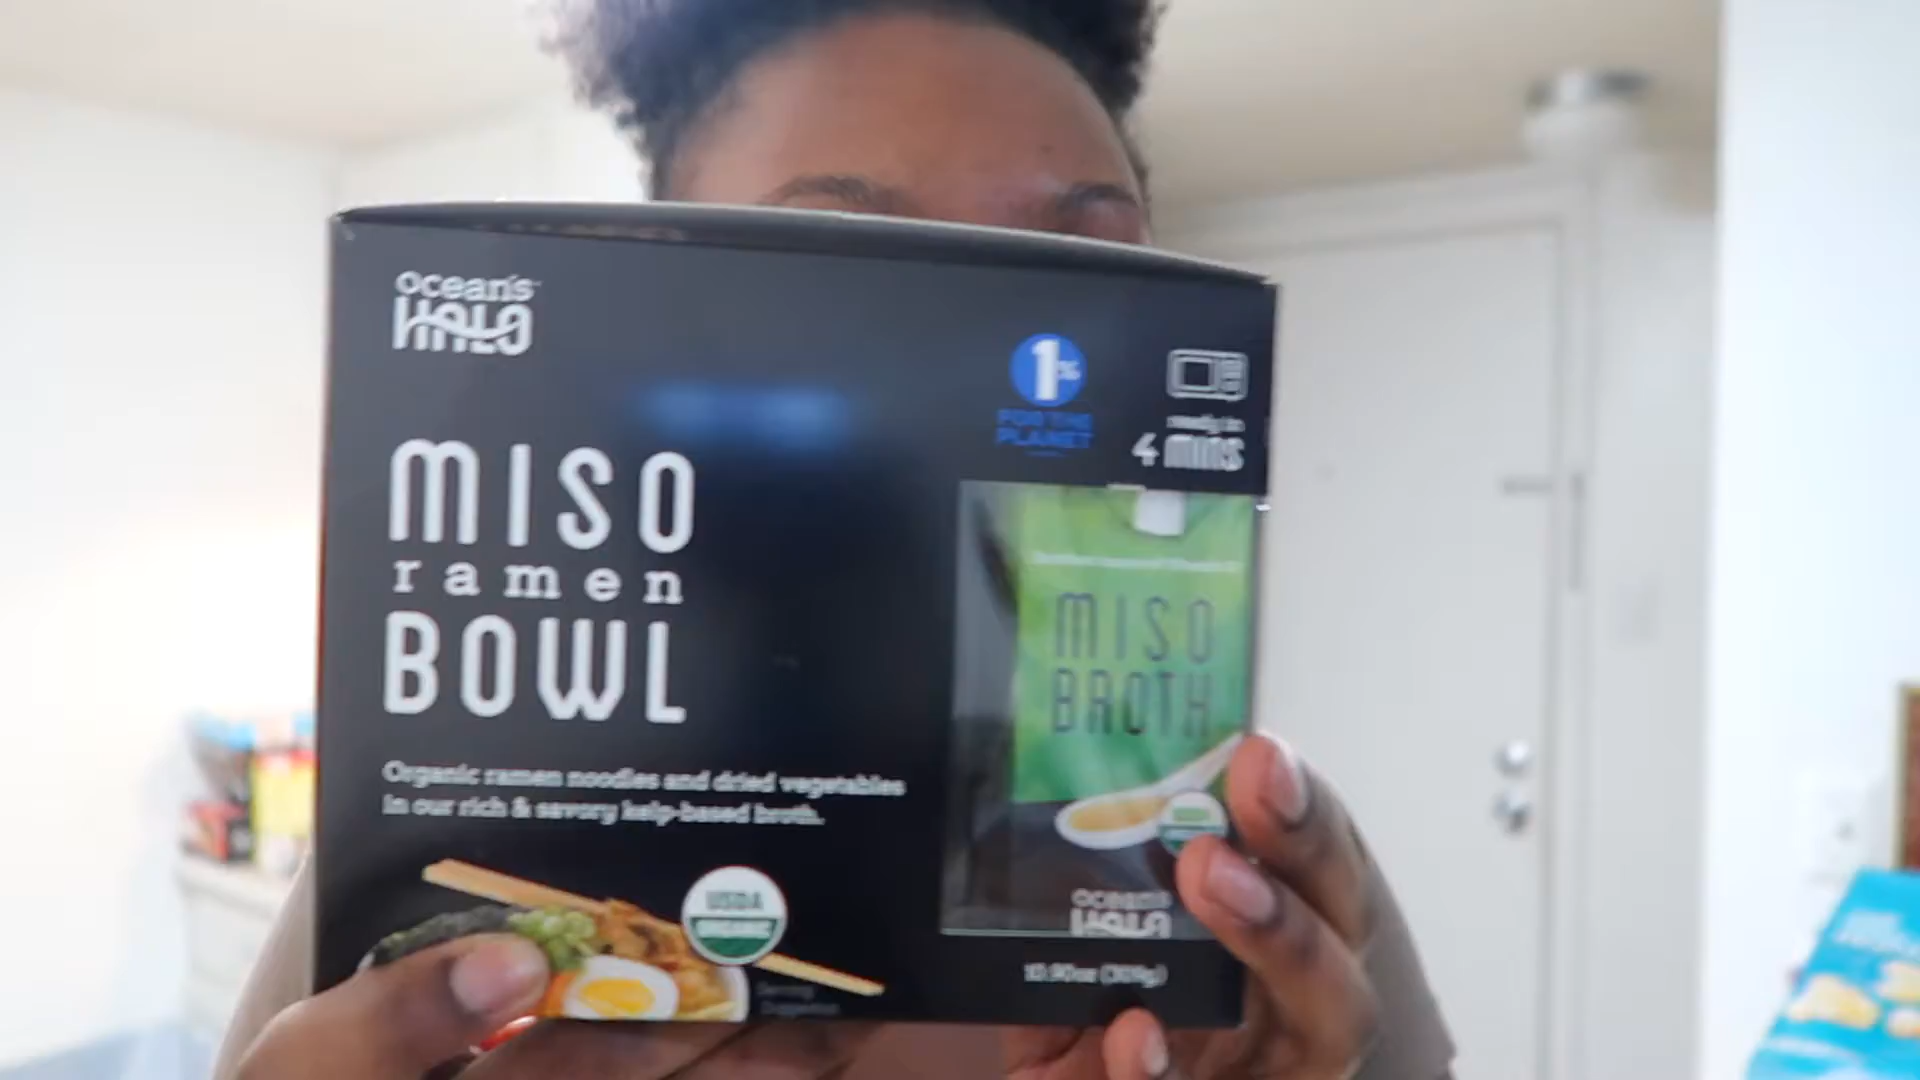 ocean's
HALO
1%
FOR THE
PLANET
ready in
4 MINS
MISO
ramen
BOWL
Organic ramen noodles and dried vegetables
in our rich & savory kelp-based broth.
USDA
ORGANIC
MISO
BROTH
ocean's
HALO